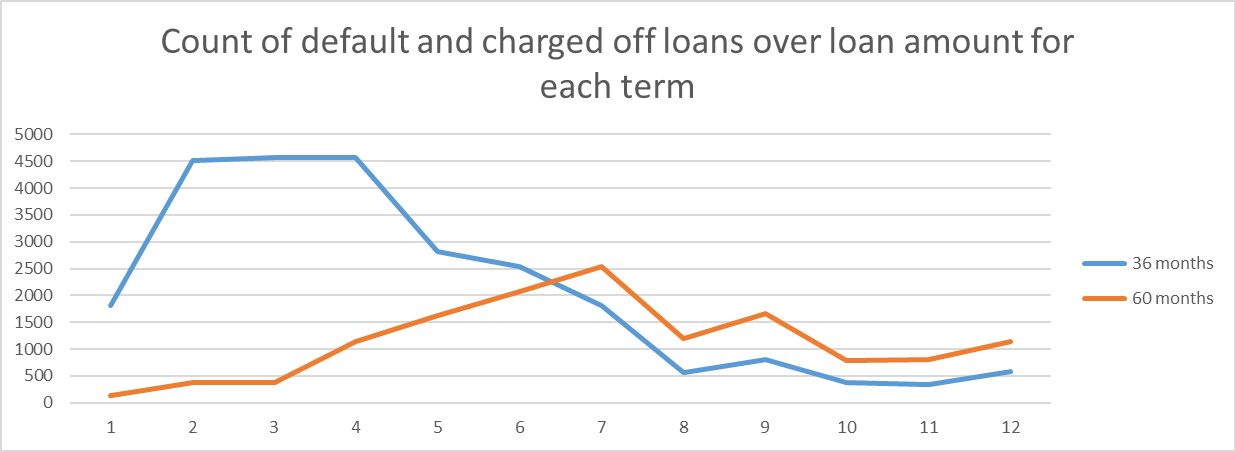 Count of default and charged off loans over loan amount for
each term
5000
4500
4000
3500
3000
2500
2000
1500
1000
500
0
1 2 3 4 5 6 7 8 9 10 11 12
36 months
60 months